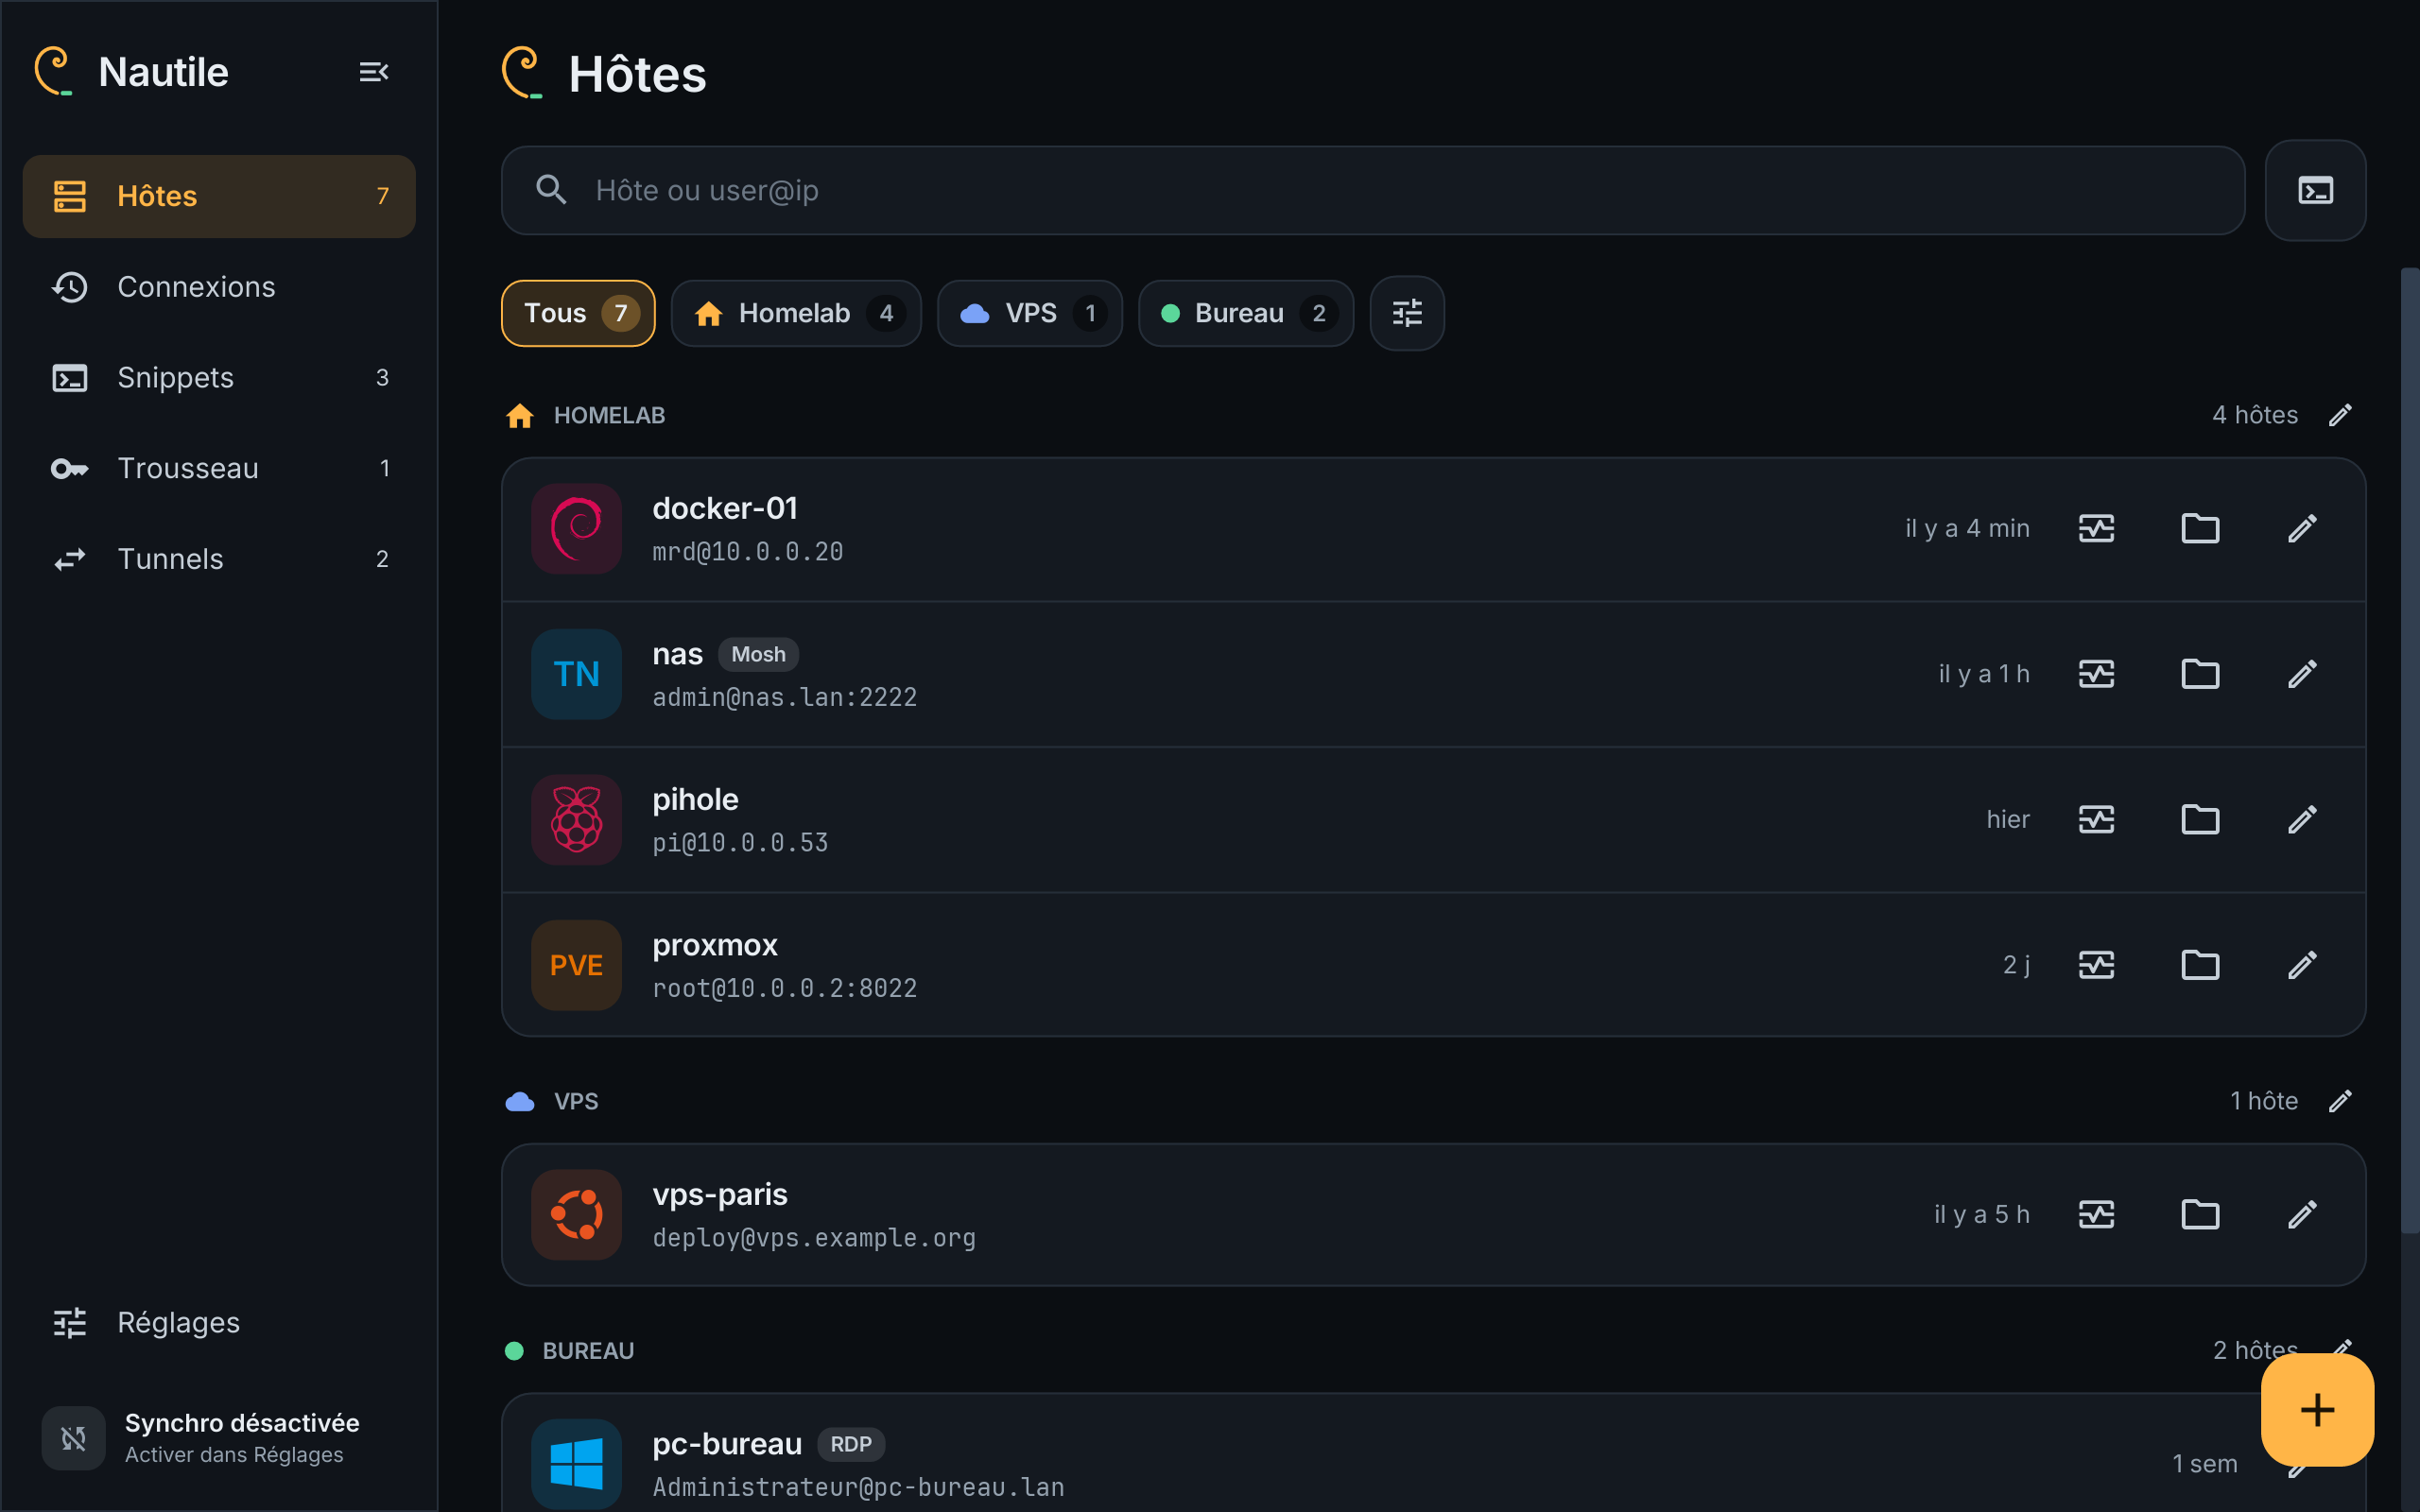 Nautile
Hôtes 7
Connexions
Snippets 3
Trousseau 1
Tunnels 2
Réglages
Synchro désactivée
Activer dans Réglages
Hôtes
Hôte ou user@ip
Tous 7 Homelab 4 VPS 1 Bureau 2
HOMELAB 4 hôtes
docker-01
mrd@10.0.0.20
il y a 4 min
TN
nas Mosh
admin@nas.lan:2222
il y a 1 h
pihole
pi@10.0.0.53
hier
PVE
proxmox
root@10.0.0.2:8022
2 j
VPS 1 hôte
vps-paris
deploy@vps.example.org
il y a 5 h
BUREAU 2 hôtes
pc-bureau RDP
Administrateur@pc-bureau.lan
1 sem